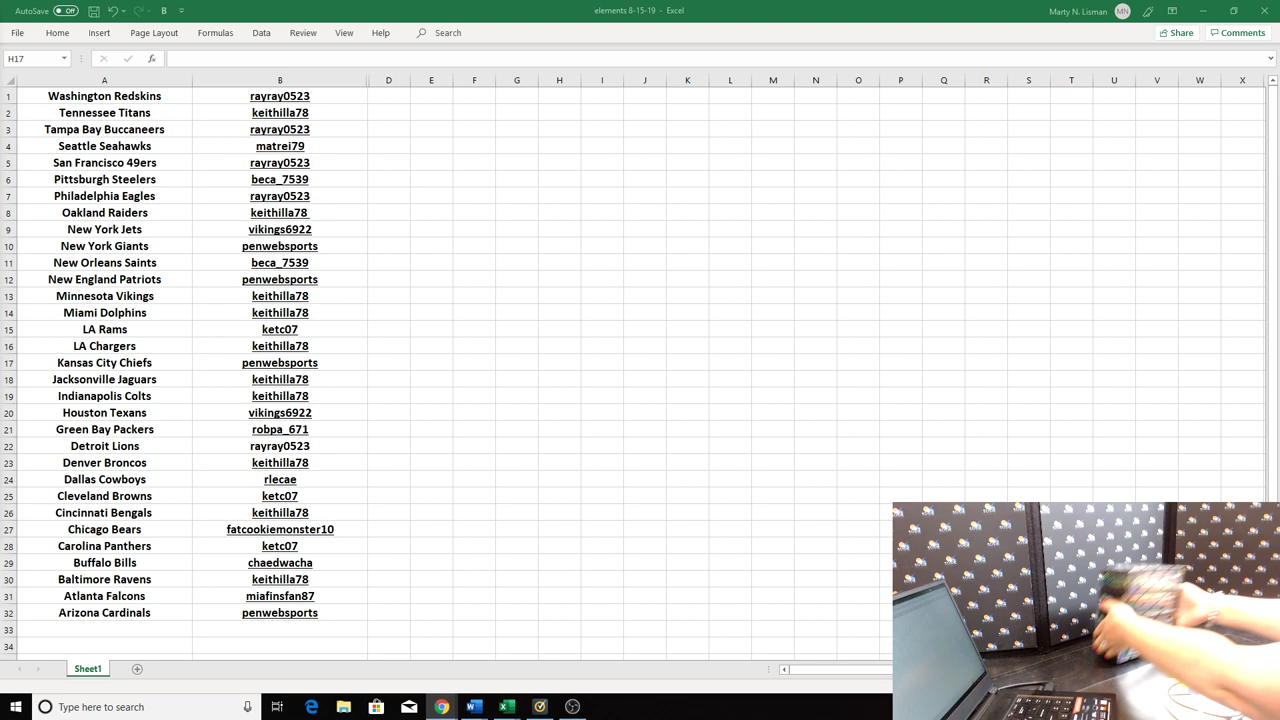 AutoSave Off
elements 8-15-19 - Excel
Marty N. Lisman MN
File Home Insert Page Layout Formulas Data Review View Help Search Share Comments
H17 fx
A B D E F G H I J K L M N O P Q R S T U V W X
1 Washington Redskins rayray0523
2 Tennessee Titans keithilla78
3 Tampa Bay Buccaneers rayray0523
4 Seattle Seahawks matrei79
5 San Francisco 49ers rayray0523
6 Pittsburgh Steelers beca_7539
7 Philadelphia Eagles rayray0523
8 Oakland Raiders keithilla78
9 New York Jets vikings6922
10 New York Giants penwebsports
11 New Orleans Saints beca_7539
12 New England Patriots penwebsports
13 Minnesota Vikings keithilla78
14 Miami Dolphins keithilla78
15 LA Rams ketc07
16 LA Chargers keithilla78
17 Kansas City Chiefs penwebsports
18 Jacksonville Jaguars keithilla78
19 Indianapolis Colts keithilla78
20 Houston Texans vikings6922
21 Green Bay Packers robpa_671
22 Detroit Lions rayray0523
23 Denver Broncos keithilla78
24 Dallas Cowboys rlecae
25 Cleveland Browns ketc07
26 Cincinnati Bengals keithilla78
27 Chicago Bears fatcookiemonster10
28 Carolina Panthers ketc07
29 Buffalo Bills chaedwacha
30 Baltimore Ravens keithilla78
31 Atlanta Falcons miafinsfan87
32 Arizona Cardinals penwebsports
33
34
Sheet1
Type here to search